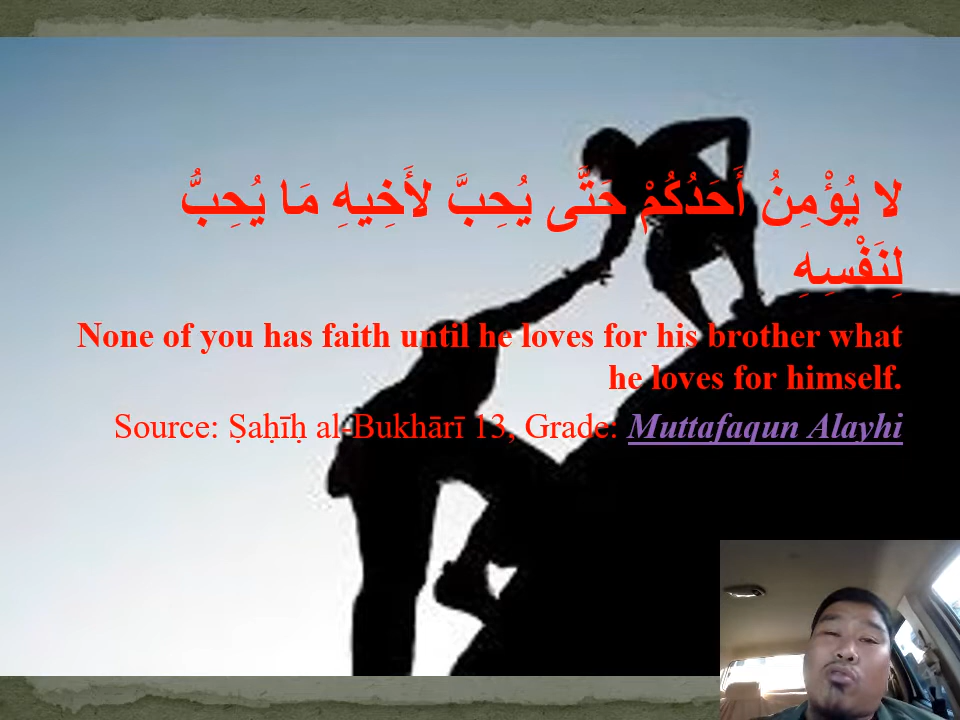 لا يُؤْمِنُ أَحَدُكُمْ حَتَّى يُحِبَّ لأَخِيهِ مَا يُحِبُّ
لِنَفْسِهِ
None of you has faith until he loves for his brother what
he loves for himself.
Source: Ṣaḥīḥ al-Bukhārī 13, Grade: Muttafaqun Alayhi